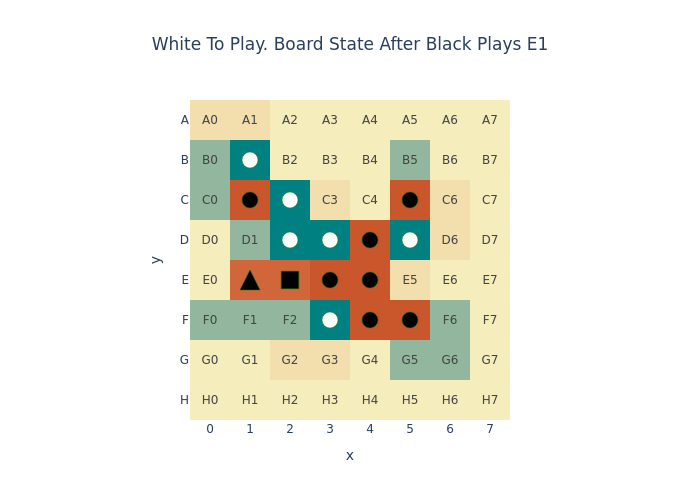 White To Play. Board State After Black Plays E1
A A0 A1 A2 A3 A4 A5 A6 A7
B B0 B2 B3 B4 B5 B6 B7
C C0 C3 C4 C6 C7
D D0 D1 D6 D7
E E0 E5 E6 E7
F F0 F1 F2 F6 F7
G G0 G1 G2 G3 G4 G5 G6 G7
H H0 H1 H2 H3 H4 H5 H6 H7
0 1 2 3 4 5 6 7
x
y